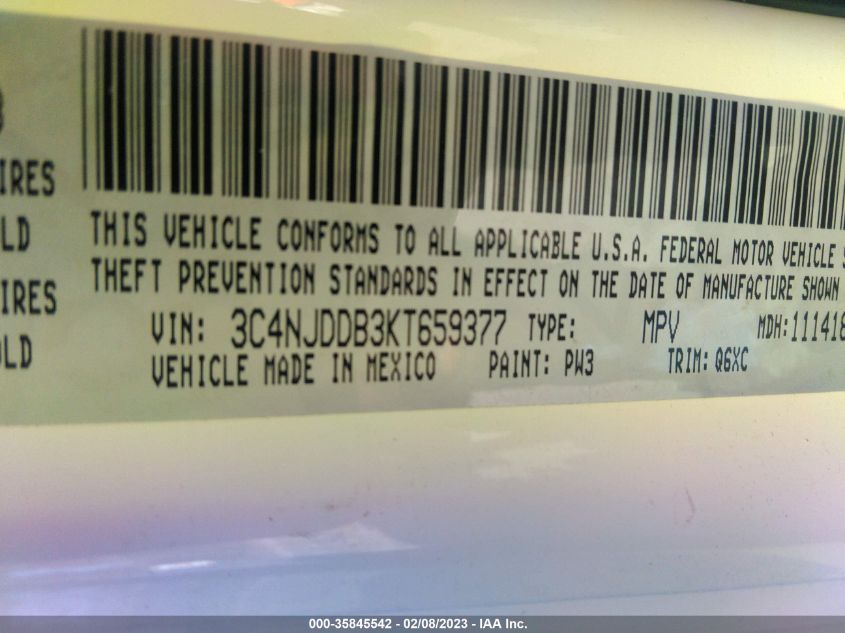 IRES
LD
IRES
OLD
THIS VEHICLE CONFORMS TO ALL APPLICABLE U.S.A. FEDERAL MOTOR VEHICLE S
THEFT PREVENTION STANDARDS IN EFFECT ON THE DATE OF MANUFACTURE SHOWN
VIN: 3C4NJDDB3KT659377 TYPE: MPV MDH:111418
VEHICLE MADE IN MEXICO PAINT: PW3 TRIM: Q6XC
000-35845542 - 02/08/2023 - IAA Inc.